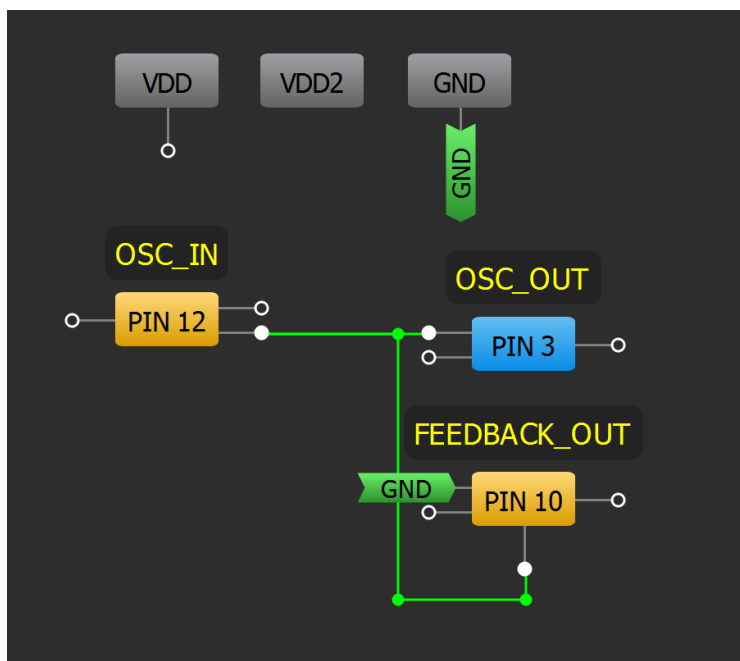 VDD
VDD2
GND
GND
OSC_IN
OSC_OUT
PIN 12
PIN 3
FEEDBACK_OUT
GND
PIN 10